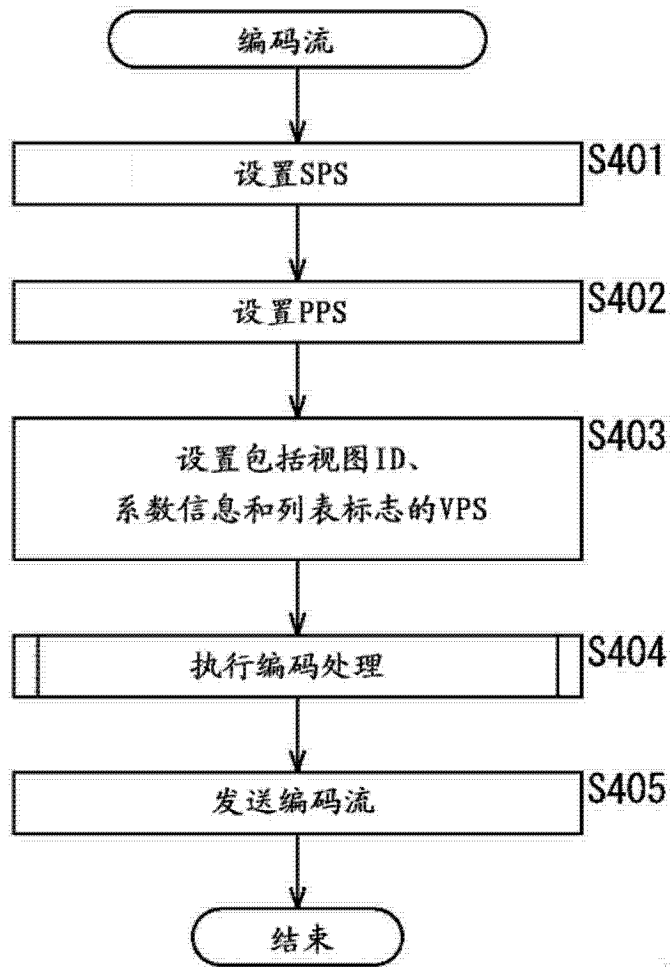 编码流
设置SPS
S401
设置PPS
S402
设置包括视图ID、
系数信息和列表标志的VPS
S403
执行编码处理
S404
发送编码流
S405
结束